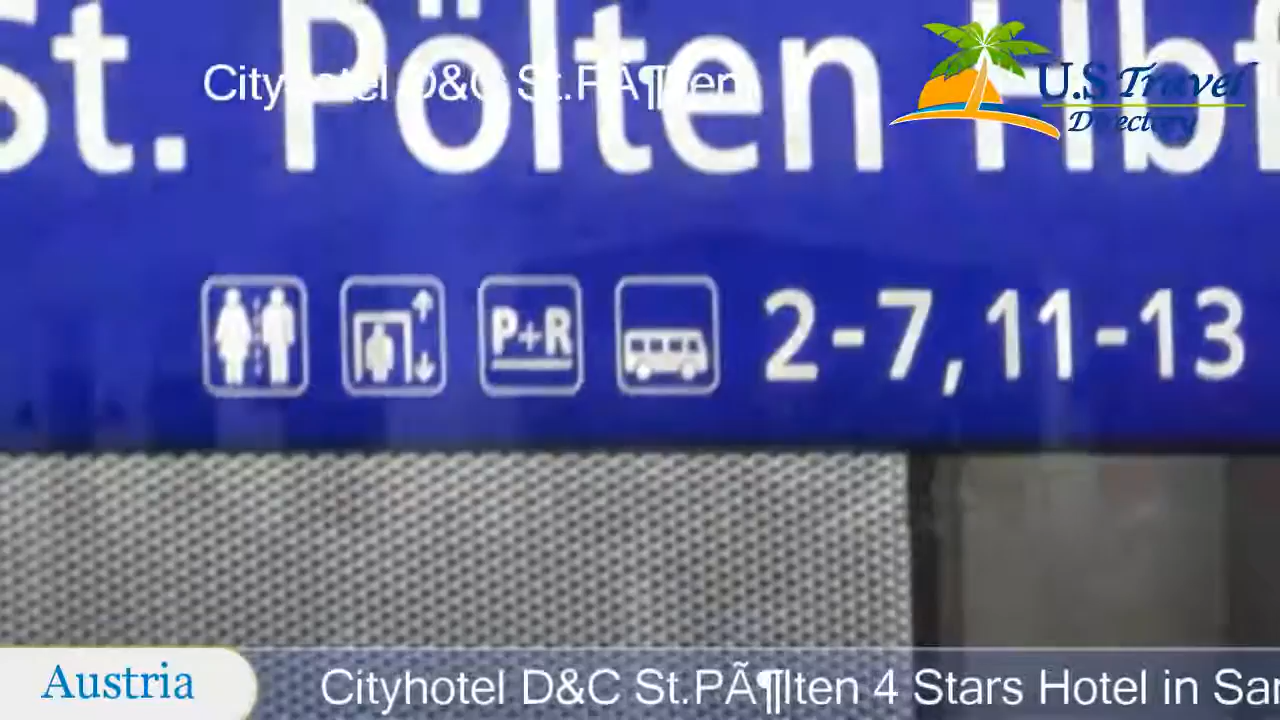 St. Pölten Hbf
Cityhotel D&C St.PÃ¶lten
U.S Travel
Directory
P+R
2-7, 11-13
Austria
Cityhotel D&C St.PÃ¶lten 4 Stars Hotel in Sar